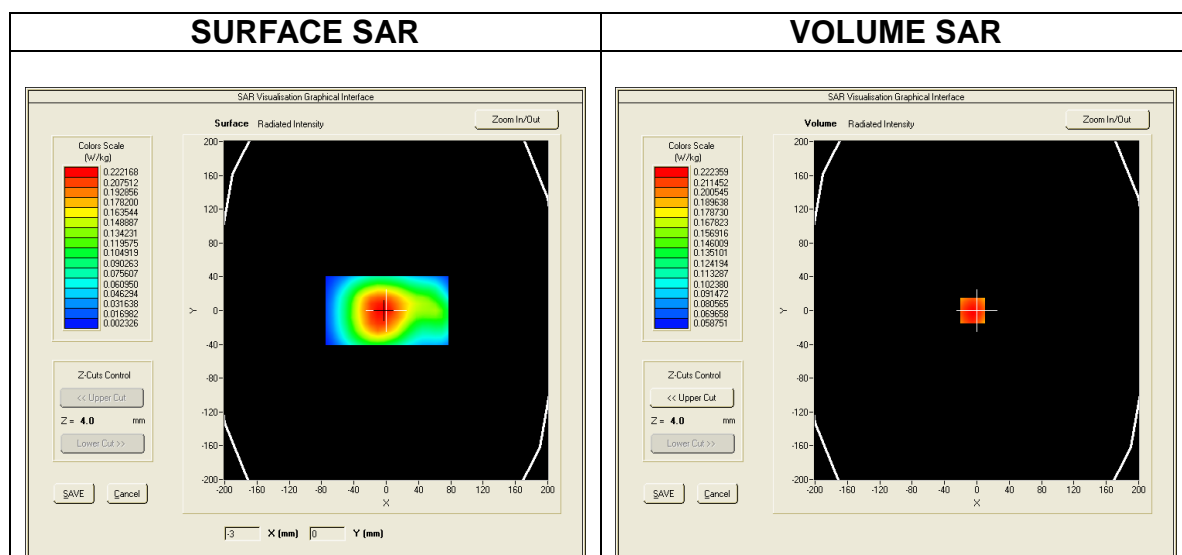 SURFACE SAR
SAR Visualisation Graphical Interface
Surface Radiated Intensity
Zoom In/Out
Colors Scale
(W/kg)
0.222168
0.207512
0.192856
0.178200
0.163544
0.148887
0.134231
0.119575
0.104919
0.090263
0.075607
0.060950
0.046294
0.031638
0.016982
0.002326
200
160
120
80
40
0
-40
-80
-120
-160
-200
Y
-200 -160 -120 -80 -40 0 40 80 120 160 200
X
Z-Cuts Control
<< Upper Cut
Z = 4.0 mm
Lower Cut >>
SAVE Cancel
-3 X (mm) 0 Y (mm)
VOLUME SAR
SAR Visualisation Graphical Interface
Volume Radiated Intensity
Zoom In/Out
Colors Scale
(W/kg)
0.222359
0.211452
0.200545
0.189638
0.178730
0.167823
0.156916
0.146009
0.135101
0.124194
0.113287
0.102380
0.091472
0.080565
0.069658
0.058751
200
160
120
80
40
0
-40
-80
-120
-160
-200
Y
-200 -160 -120 -80 -40 0 40 80 120 160 200
X
Z-Cuts Control
<< Upper Cut
Z = 4.0 mm
Lower Cut >>
SAVE Cancel